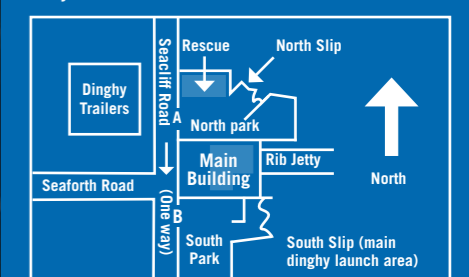 Rescue
North Slip
Seacliff Road
Dinghy
Trailers
A
North park
Main
Building
Rib Jetty
North
Seaforth Road
(One way)
B
South
Park
South Slip (main
dinghy launch area)